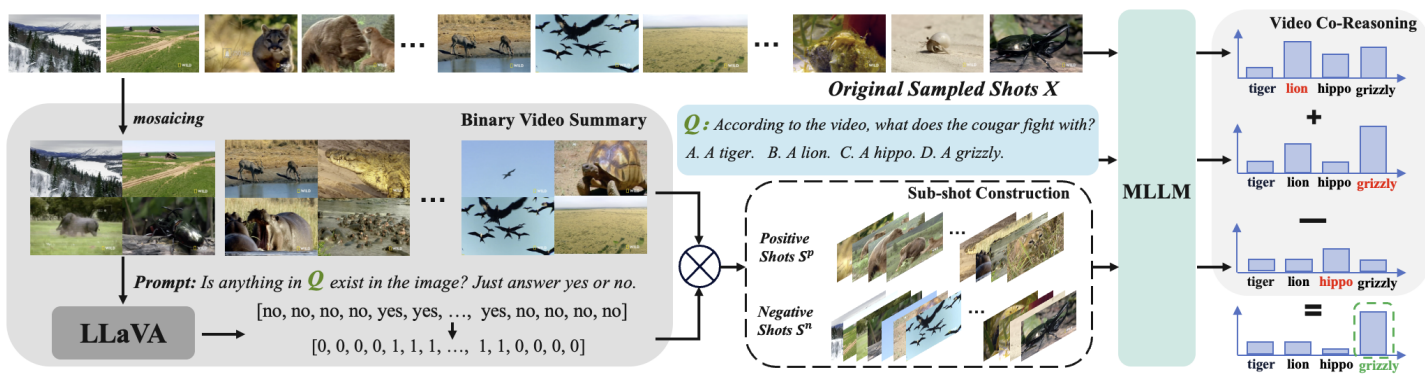 Video Co-Reasoning
tiger lion hippo grizzly
...
...
Original Sampled Shots X
mosaicing
Binary Video Summary
Q: According to the video, what does the cougar fight with?
A. A tiger. B. A lion. C. A hippo. D. A grizzly.
+
tiger lion hippo grizzly
MLLM
...
Sub-shot Construction
Positive
Shots Sᵖ
...
−
tiger lion hippo grizzly
Prompt: Is anything in Q exist in the image? Just answer yes or no.
[no, no, no, no, yes, yes, …, yes, no, no, no, no]
Negative
Shots Sⁿ
...
=
LLaVA
[0, 0, 0, 0, 1, 1, 1, …, 1, 1, 0, 0, 0, 0]
tiger lion hippo grizzly